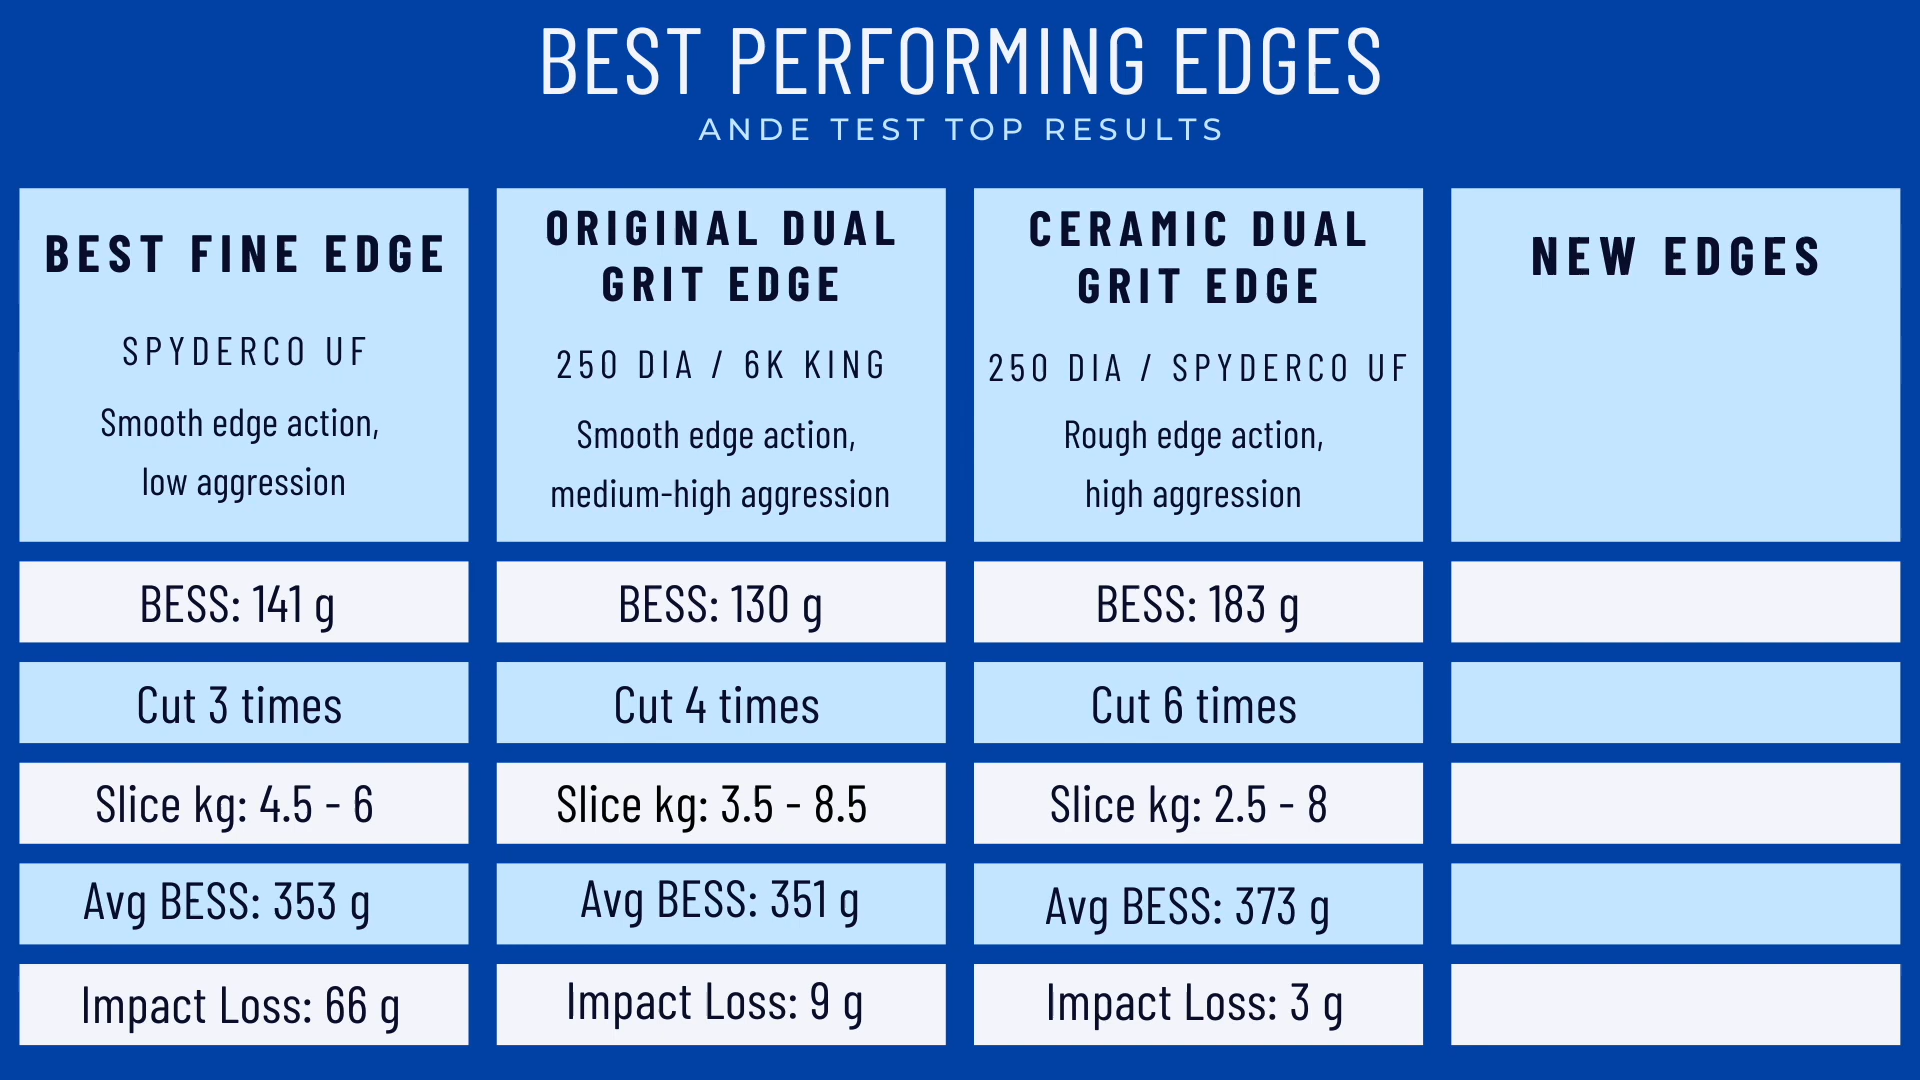 BEST PERFORMING EDGES
ANDE TEST TOP RESULTS
BEST FINE EDGE
SPYDERCO UF
Smooth edge action,
low aggression
BESS: 141 g
Cut 3 times
Slice kg: 4.5 - 6
Avg BESS: 353 g
Impact Loss: 66 g
ORIGINAL DUAL
GRIT EDGE
250 DIA / 6K KING
Smooth edge action,
medium-high aggression
BESS: 130 g
Cut 4 times
Slice kg: 3.5 - 8.5
Avg BESS: 351 g
Impact Loss: 9 g
CERAMIC DUAL
GRIT EDGE
250 DIA / SPYDERCO UF
Rough edge action,
high aggression
BESS: 183 g
Cut 6 times
Slice kg: 2.5 - 8
Avg BESS: 373 g
Impact Loss: 3 g
NEW EDGES